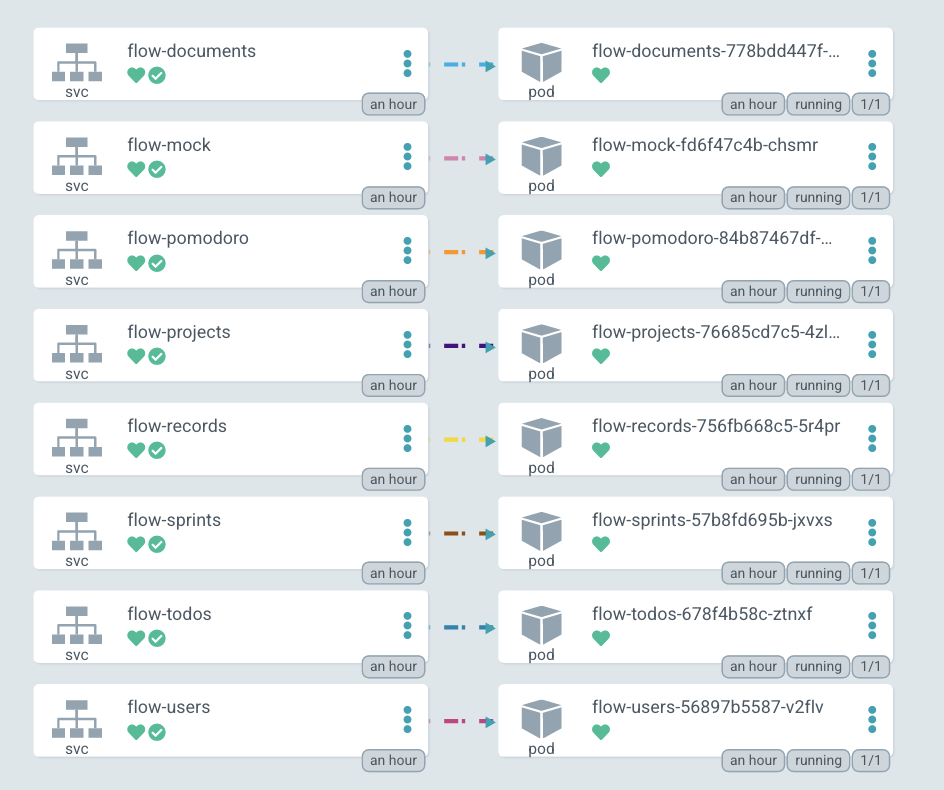 flow-documents
svc
an hour
flow-documents-778bdd447f-...
pod
an hour running 1/1
flow-mock
svc
an hour
flow-mock-fd6f47c4b-chsmr
pod
an hour running 1/1
flow-pomodoro
svc
an hour
flow-pomodoro-84b87467df-...
pod
an hour running 1/1
flow-projects
svc
an hour
flow-projects-76685cd7c5-4zl...
pod
an hour running 1/1
flow-records
svc
an hour
flow-records-756fb668c5-5r4pr
pod
an hour running 1/1
flow-sprints
svc
an hour
flow-sprints-57b8fd695b-jxvxs
pod
an hour running 1/1
flow-todos
svc
an hour
flow-todos-678f4b58c-ztnxf
pod
an hour running 1/1
flow-users
svc
an hour
flow-users-56897b5587-v2flv
pod
an hour running 1/1